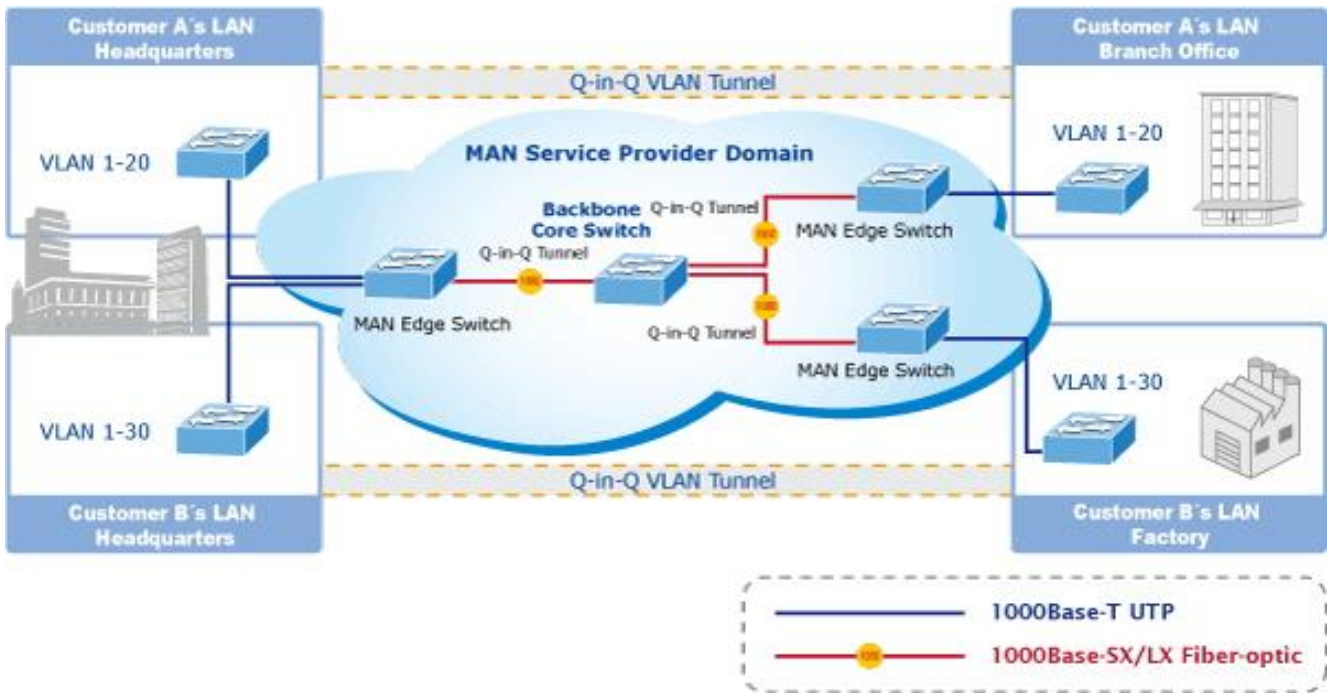 Customer A's LAN
Headquarters
Customer A's LAN
Branch Office
Q-in-Q VLAN Tunnel
VLAN 1-20
VLAN 1-20
MAN Service Provider Domain
Backbone
Core Switch
Q-in-Q Tunnel
MAN Edge Switch
Q-in-Q Tunnel
MAN Edge Switch
Q-in-Q Tunnel
MAN Edge Switch
VLAN 1-30
VLAN 1-30
Q-in-Q VLAN Tunnel
Customer B's LAN
Headquarters
Customer B's LAN
Factory
1000Base-T UTP
1000Base-SX/LX Fiber-optic